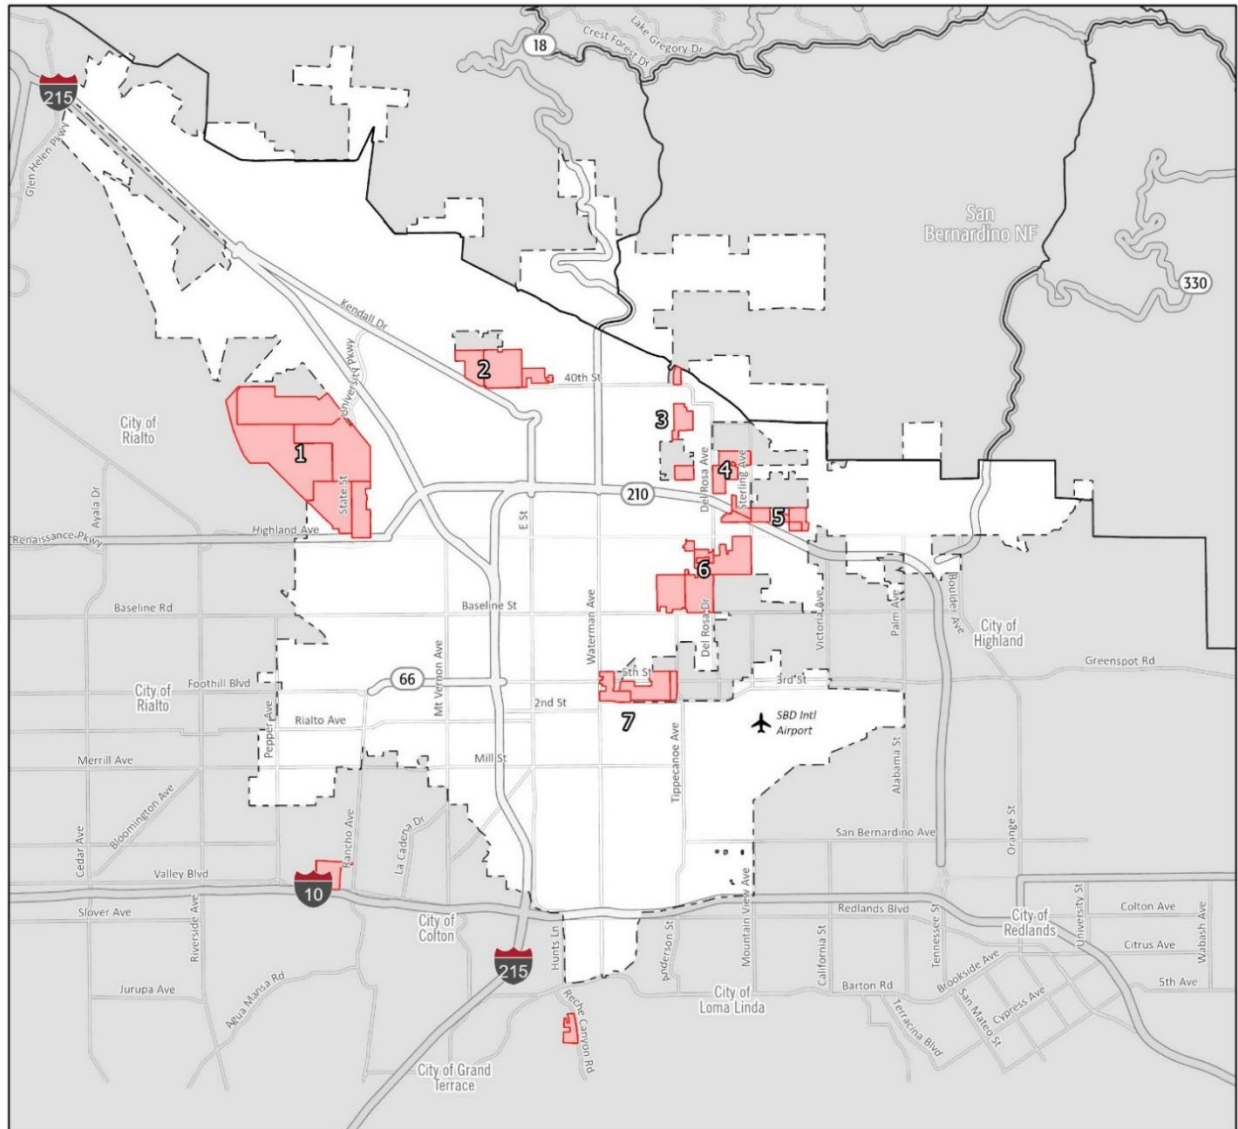 Lake Gregory Dr
Crest Forest Dr
18
215
Glen Helen Pkwy
San
Bernardino NF
330
Kendall Dr
University Pkwy
2
40th St
City of
Rialto
3
1
4
Del Rosa Ave
Sterling Ave
State St
Ayala Dr
210
5
E St
Highland Ave
Renaissance Pkwy
6
Baseline Rd
Baseline St
Waterman Ave
Del Rosa Dr
Victoria Ave
Palm Ave
Boulder Ave
City of
Highland
Mt Vernon Ave
5th St
Greenspot Rd
Foothill Blvd
66
3rd St
City of
Rialto
2nd St
Pepper Ave
Rialto Ave
7
SBD Intl
Airport
Merrill Ave
Mill St
Tippecanoe Ave
Alabama St
Bloomington Ave
Cedar Ave
Rancho Ave
La Cadena Dr
San Bernardino Ave
Orange St
Valley Blvd
10
Mountain View Ave
Slover Ave
Riverside Ave
City of
Colton
Redlands Blvd
City of
Redlands
Colton Ave
University St
Wabash Ave
Hunts Ln
Anderson St
California St
Tennessee St
Citrus Ave
215
Brookside Ave
Jurupa Ave
Agua Mansa Rd
City of
Loma Linda
Barton Rd
5th Ave
Reche Canyon Rd
Terracina Blvd
San Mateo St
Cypress Ave
City of Grand
Terrace